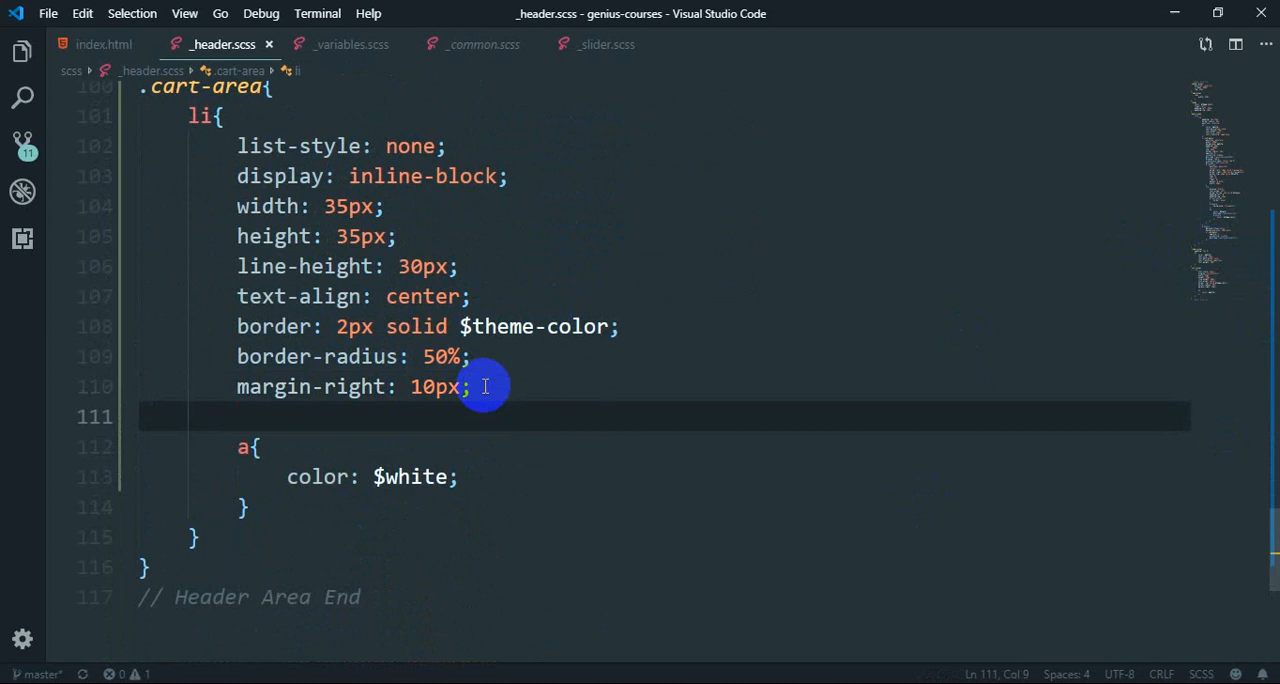 File Edit Selection View Go Debug Terminal Help
_header.scss - genius-courses - Visual Studio Code
index.html _header.scss × _variables.scss _common.scss _slider.scss
scss _header.scss .cart-area li
100 .cart-area{
101 li{
102 list-style: none;
103 display: inline-block;
104 width: 35px;
105 height: 35px;
106 line-height: 30px;
107 text-align: center;
108 border: 2px solid $theme-color;
109 border-radius: 50%;
110 margin-right: 10px;
111
112 a{
113 color: $white;
114 }
115 }
116 }
117 // Header Area End
11
master* 0 1 Ln 111, Col 9 Spaces: 4 UTF-8 CRLF SCSS